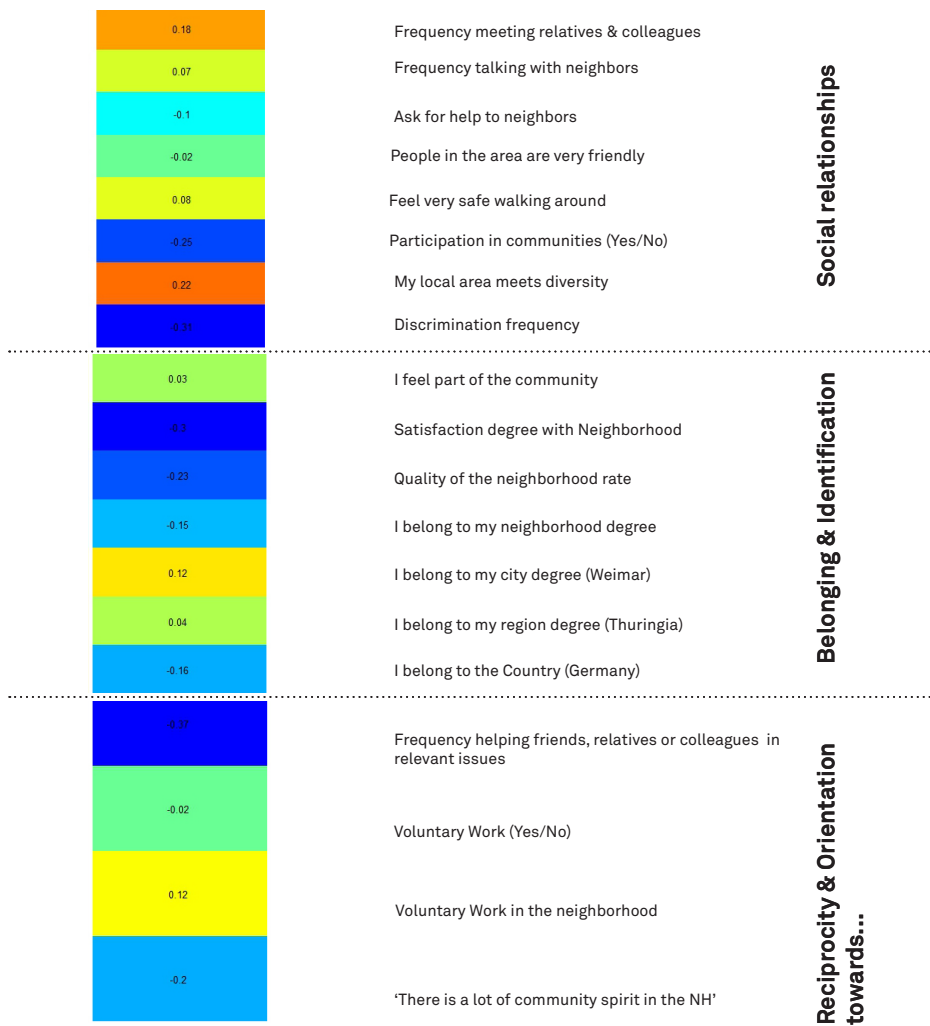 0.18 Frequency meeting relatives & colleagues
0.07 Frequency talking with neighbors
-0.1 Ask for help to neighbors
-0.02 People in the area are very friendly
0.08 Feel very safe walking around
-0.25 Participation in communities (Yes/No)
0.22 My local area meets diversity
-0.31 Discrimination frequency
Social relationships
0.03 I feel part of the community
-0.3 Satisfaction degree with Neighborhood
-0.23 Quality of the neighborhood rate
-0.15 I belong to my neighborhood degree
0.12 I belong to my city degree (Weimar)
0.04 I belong to my region degree (Thuringia)
-0.16 I belong to the Country (Germany)
Belonging & Identification
Frequency helping friends, relatives or colleagues in
relevant issues
-0.02 Voluntary Work (Yes/No)
0.12 Voluntary Work in the neighborhood
-0.2 ‘There is a lot of community spirit in the NH’
Reciprocity & Orientation
towards...